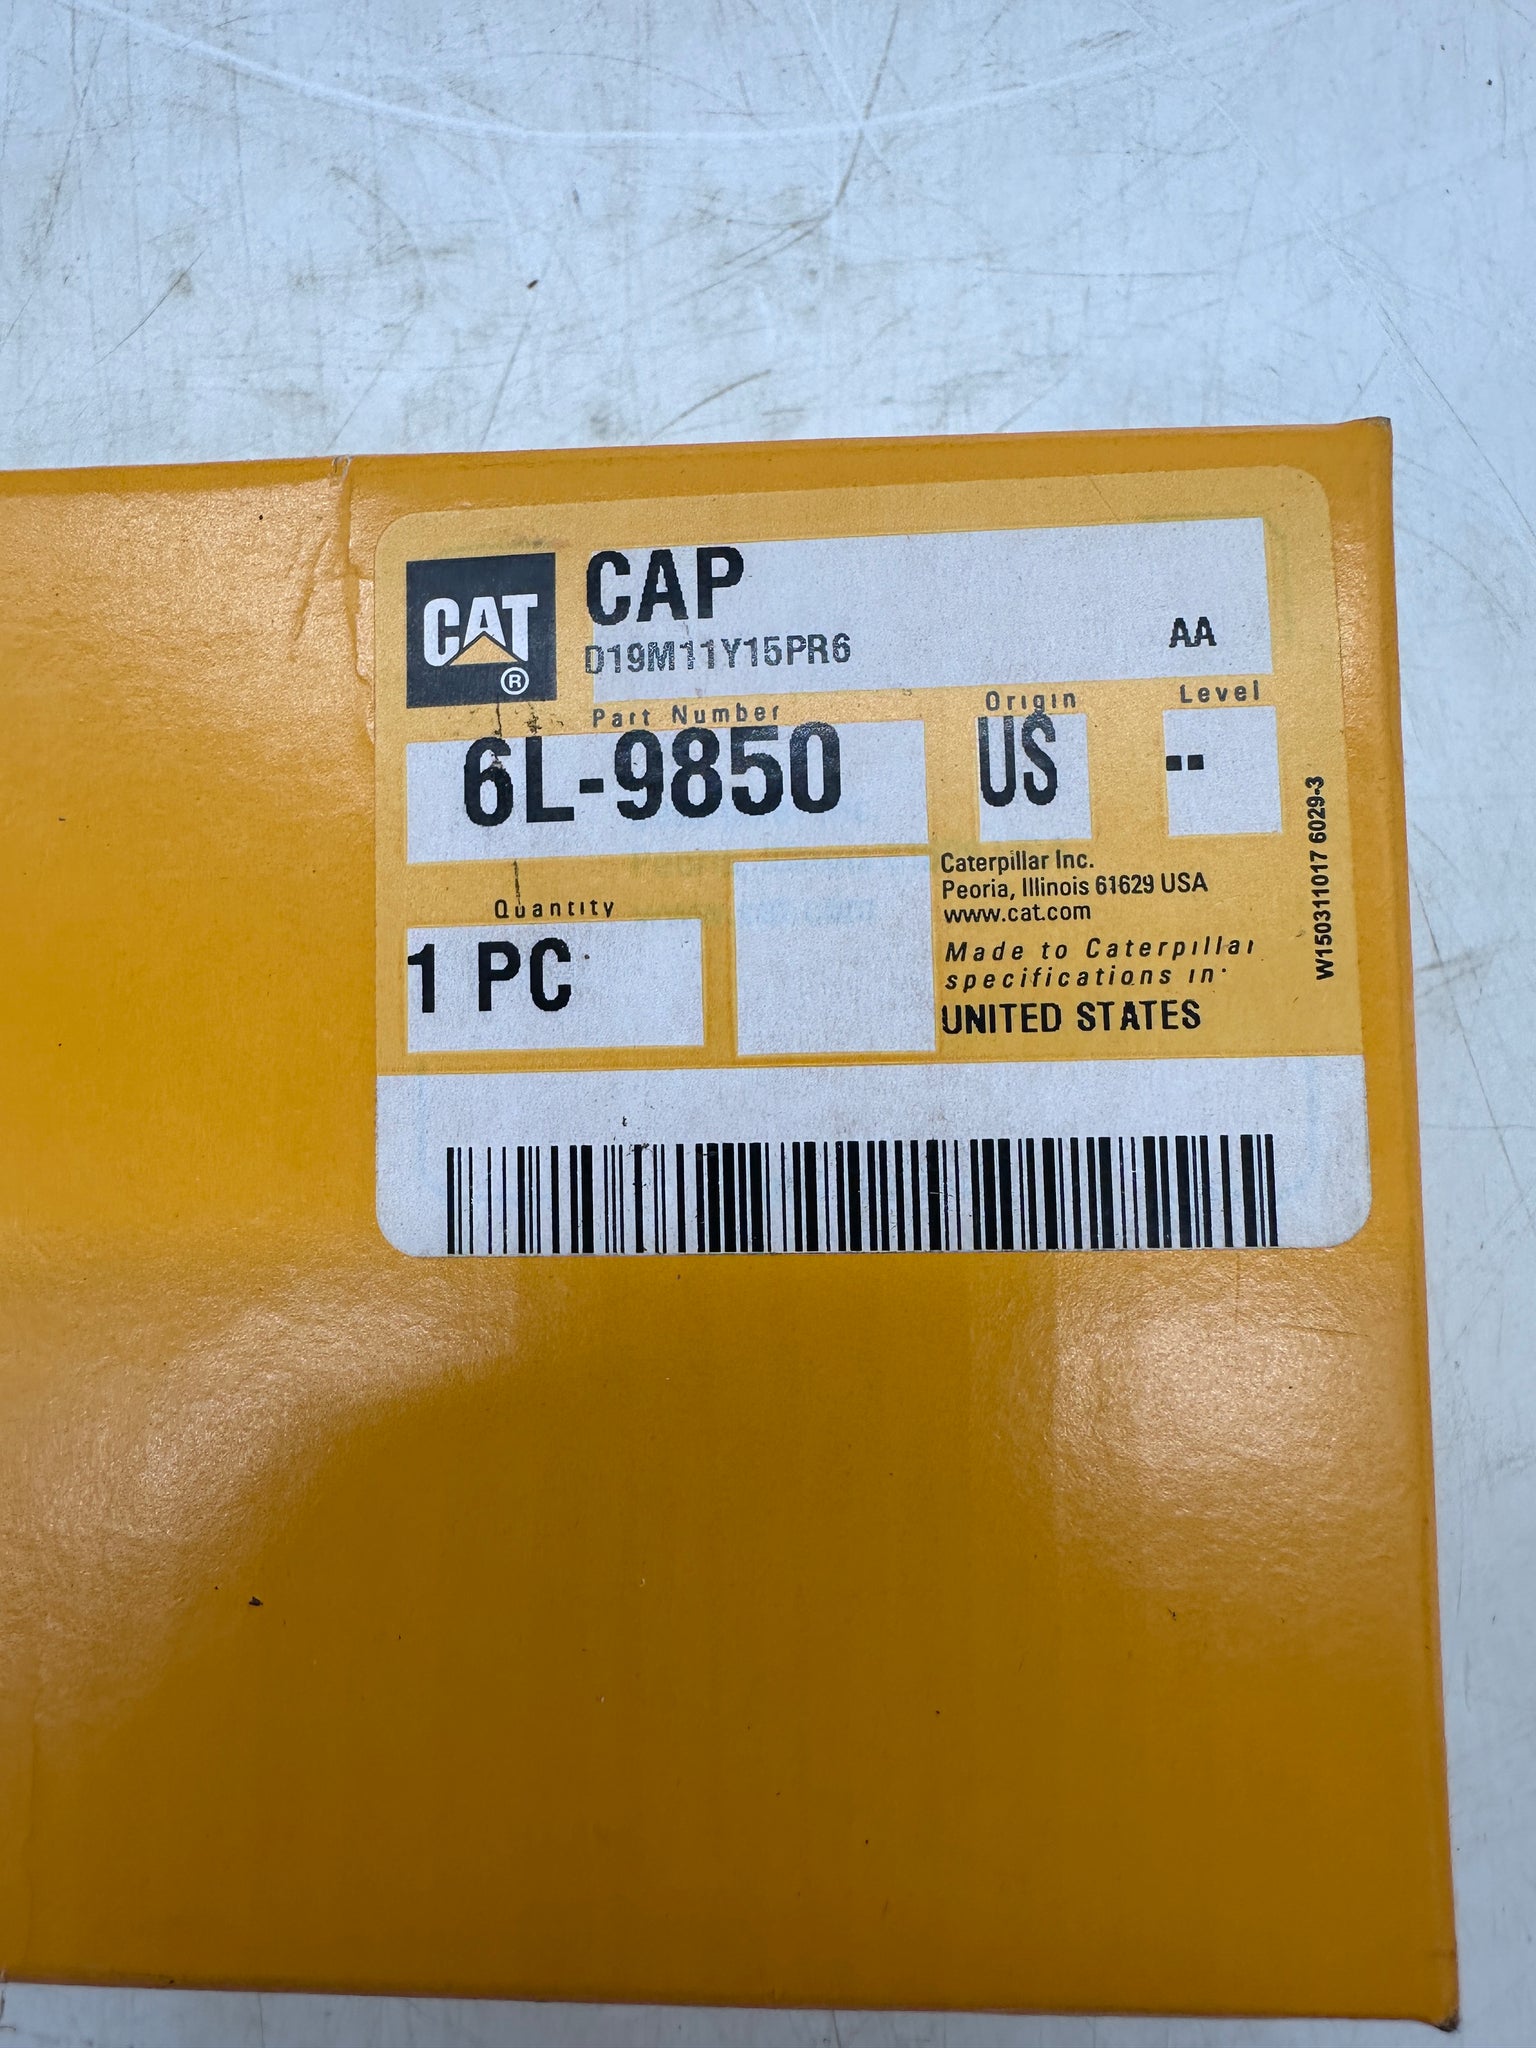 CAT
®
CAP
D19M11Y15PR6
AA
Part Number
Origin
Level
6L-9850
US
--
Quantity
1 PC
Caterpillar Inc.
Peoria, Illinois 61629 USA
www.cat.com
Made to Caterpillar
specifications in:
UNITED STATES
W150311017 6029-3